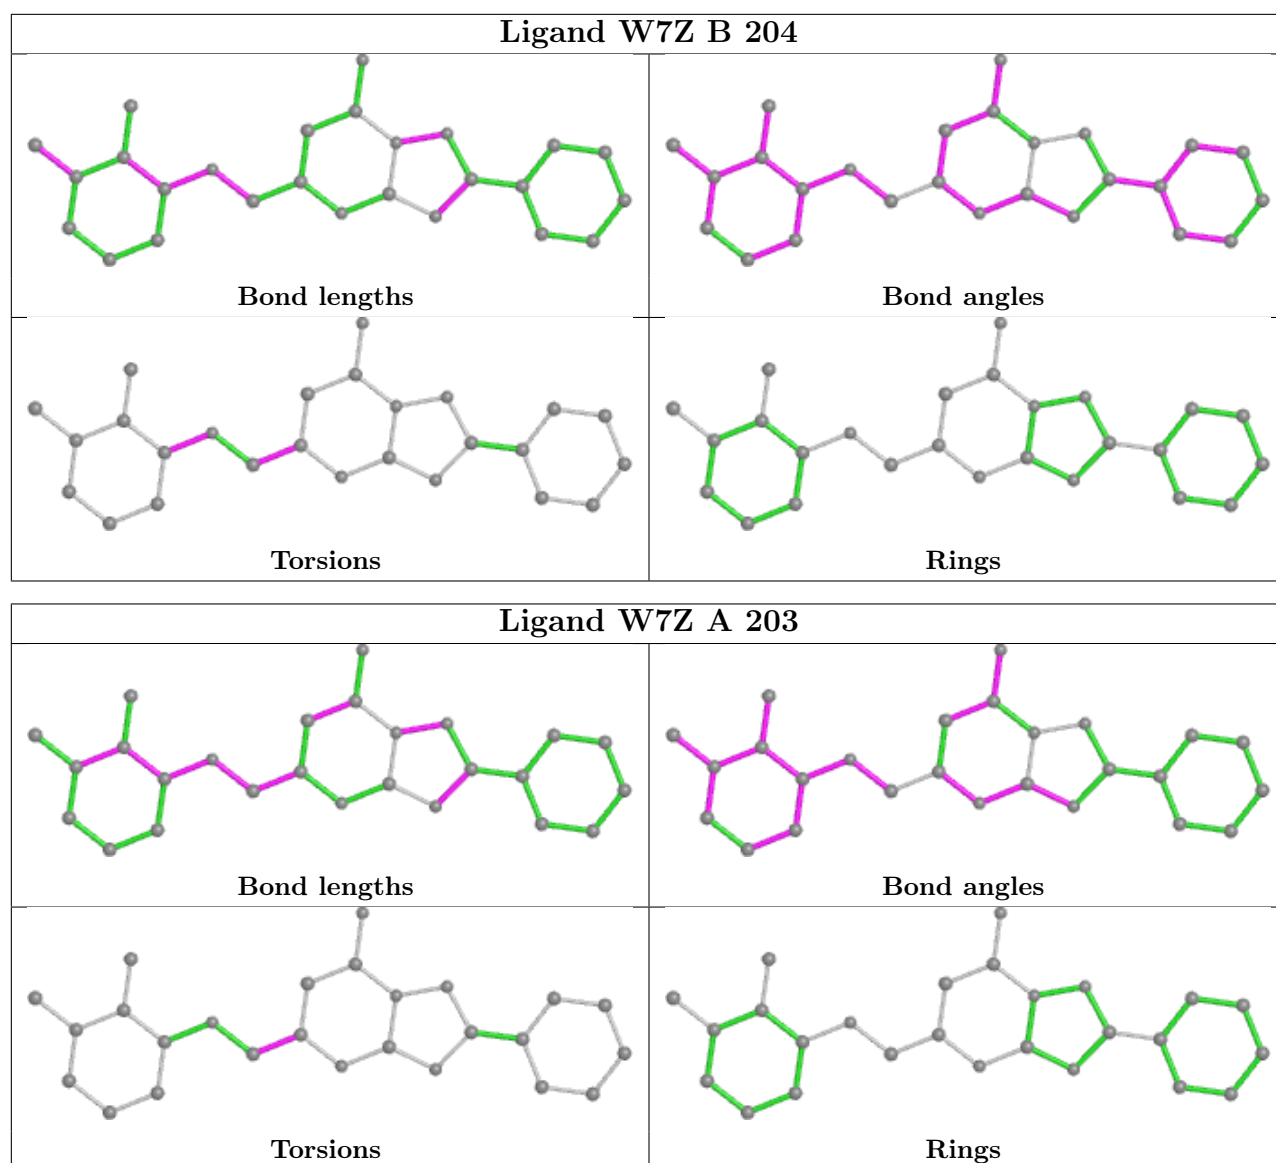 Ligand W7Z B 204
Bond lengths
Bond angles
Torsions
Rings
Ligand W7Z A 203
Bond lengths
Bond angles
Torsions
Rings